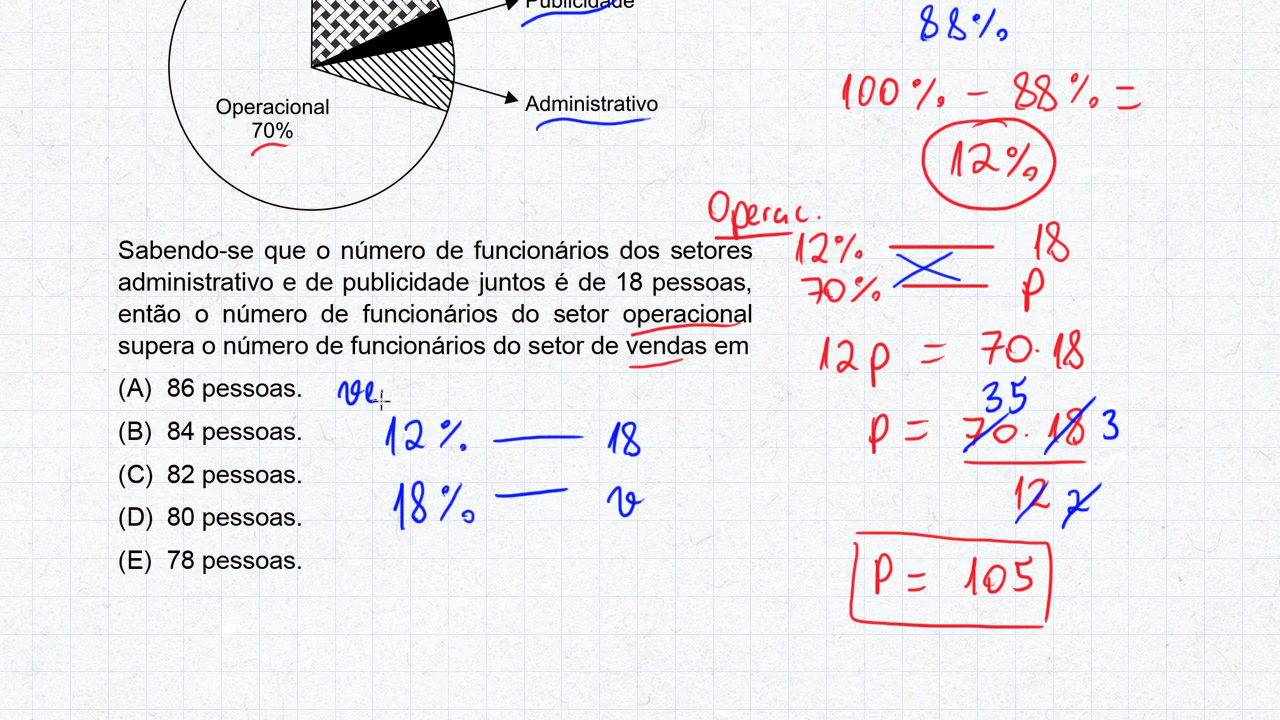 Publicidade
88%
100% - 88% =
12%
Operacional
70%
Administrativo
Operac.
12% 18
70% P
Sabendo-se que o número de funcionários dos setores
administrativo e de publicidade juntos é de 18 pessoas,
então o número de funcionários do setor operacional
supera o número de funcionários do setor de vendas em
12p = 70.18
(A) 86 pessoas.
(B) 84 pessoas.
(C) 82 pessoas.
(D) 80 pessoas.
(E) 78 pessoas.
ve
12% 18
18% v
35
P = 70.18 3
12 2
P = 105